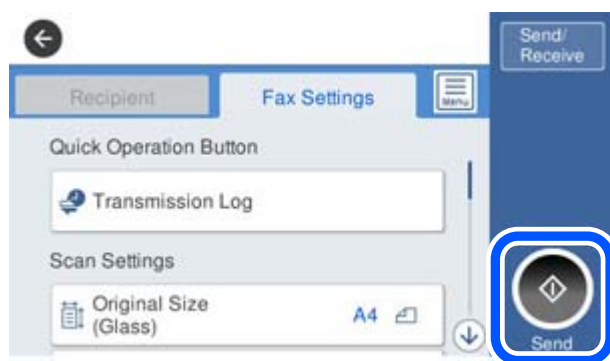 Send/
Receive
Recipient
Fax Settings
Menu
Quick Operation Button
Transmission Log
Scan Settings
Original Size
(Glass)
A4
Send